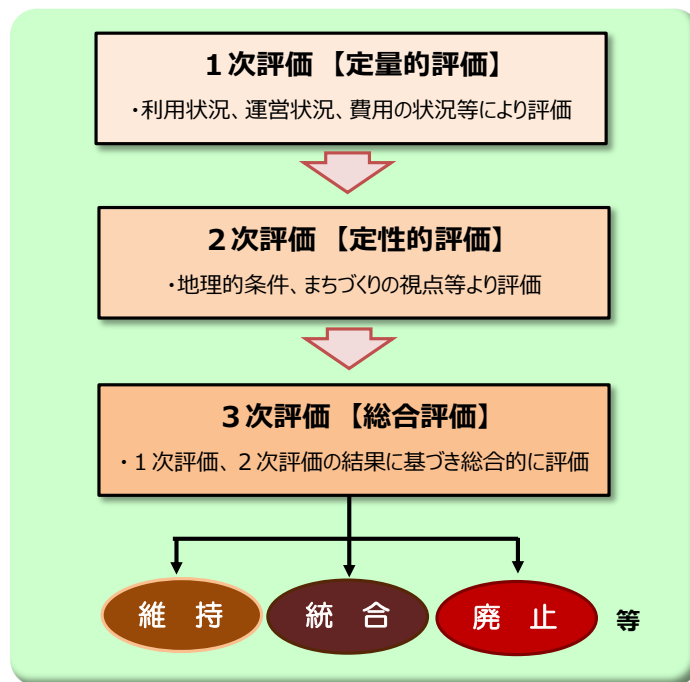 １次評価 【定量的評価】
・利用状況、運営状況、費用の状況等により評価
２次評価 【定性的評価】
・地理的条件、まちづくりの視点等より評価
３次評価 【総合評価】
・１次評価、２次評価の結果に基づき総合的に評価
維 持 統 合 廃 止 等